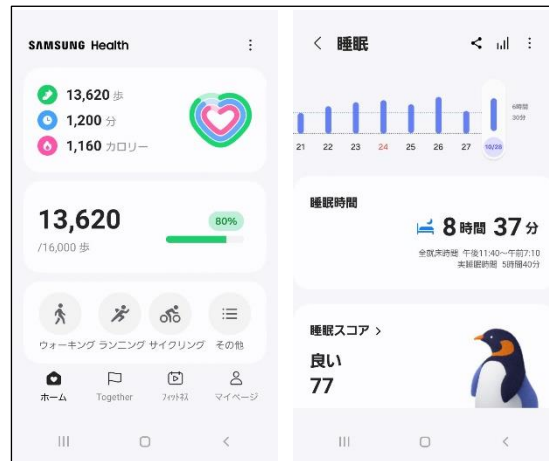 SAMSUNG Health
13,620 歩
1,200 分
1,160 カロリー
13,620
/16,000 歩
80%
ウォーキング ランニング サイクリング その他
ホーム Together フィットネス マイページ
睡眠
6時間
30分
21 22 23 24 25 26 27 10/28
睡眠時間
8 時間 37 分
全就床時間 午後11:40～午前7:10
実睡眠時間 5時間40分
睡眠スコア >
良い
77